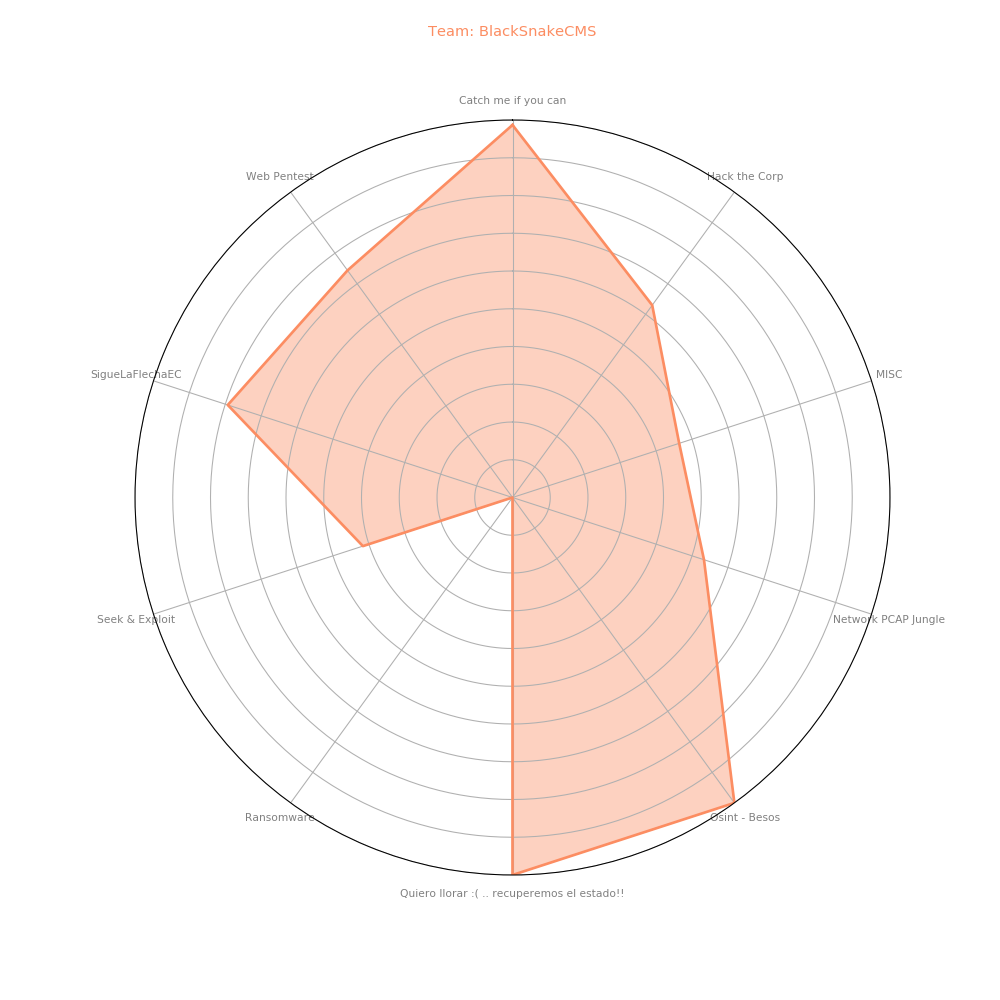 Team: BlackSnakeCMS
Catch me if you can
Web Pentest
Hack the Corp
SigueLaFlechaEC
MISC
Seek & Exploit
Network PCAP Jungle
Ransomware
Osint - Besos
Quiero llorar :( .. recuperemos el estado!!